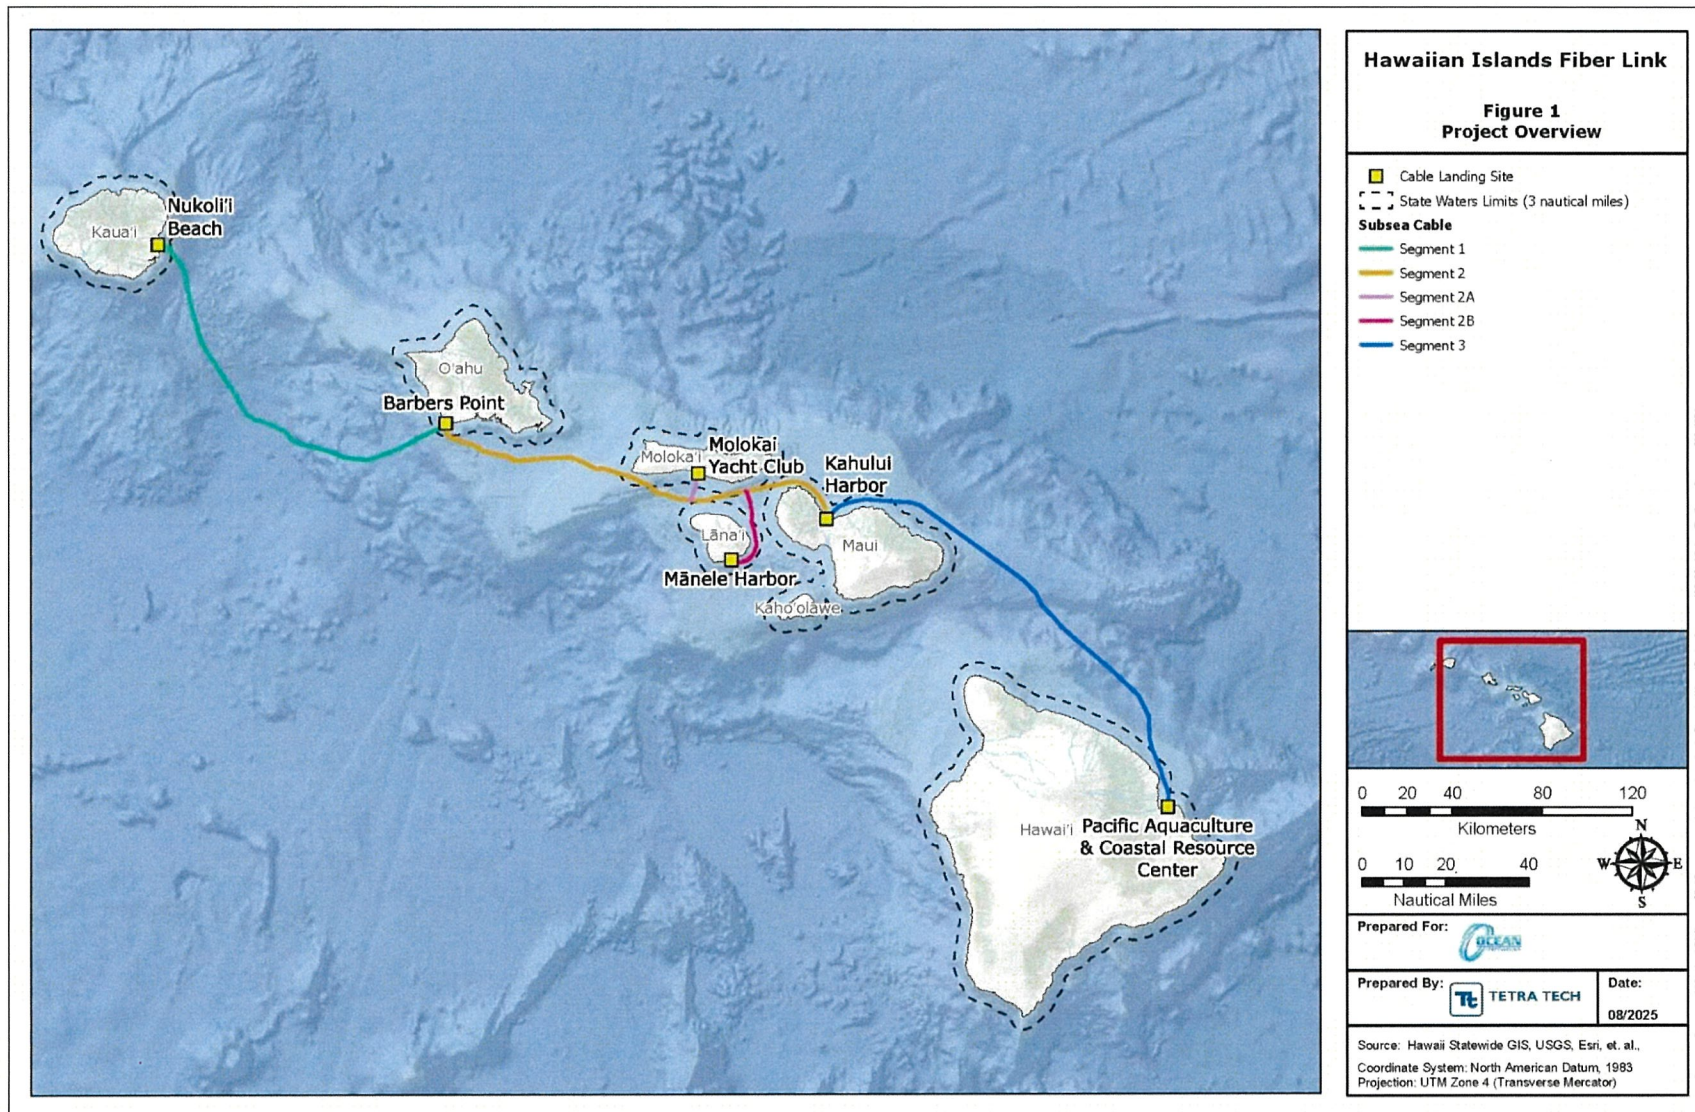 Hawaiian Islands Fiber Link
Figure 1
Project Overview
Cable Landing Site
State Waters Limits (3 nautical miles)
Subsea Cable
Segment 1
Segment 2
Segment 2A
Segment 2B
Segment 3
Nukoli'i
Beach
Kaua'i
O'ahu
Barbers Point
Moloka'i
Molokai
Yacht Club
Kahului
Harbor
Lāna'i
Maui
Mānele Harbor
Kaho'olawe
Hawai'i
Pacific Aquaculture
& Coastal Resource
Center
0 20 40 80 120
Kilometers
0 10 20 40
Nautical Miles
N
W E
S
Prepared For:
OCEAN
Prepared By:
Tt TETRA TECH
Date:
08/2025
Source: Hawaii Statewide GIS, USGS, Esri, et. al.,
Coordinate System: North American Datum, 1983
Projection: UTM Zone 4 (Transverse Mercator)